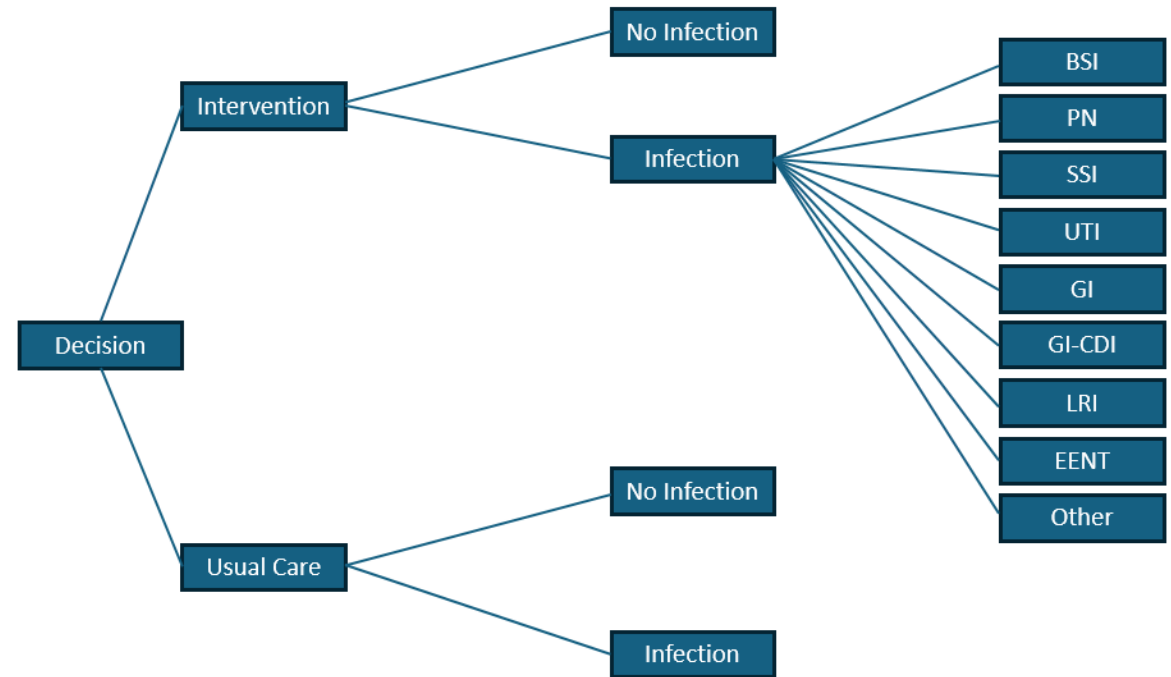 No Infection
BSI
Intervention
PN
Infection
SSI
UTI
GI
Decision
GI-CDI
LRI
EENT
No Infection
Other
Usual Care
Infection